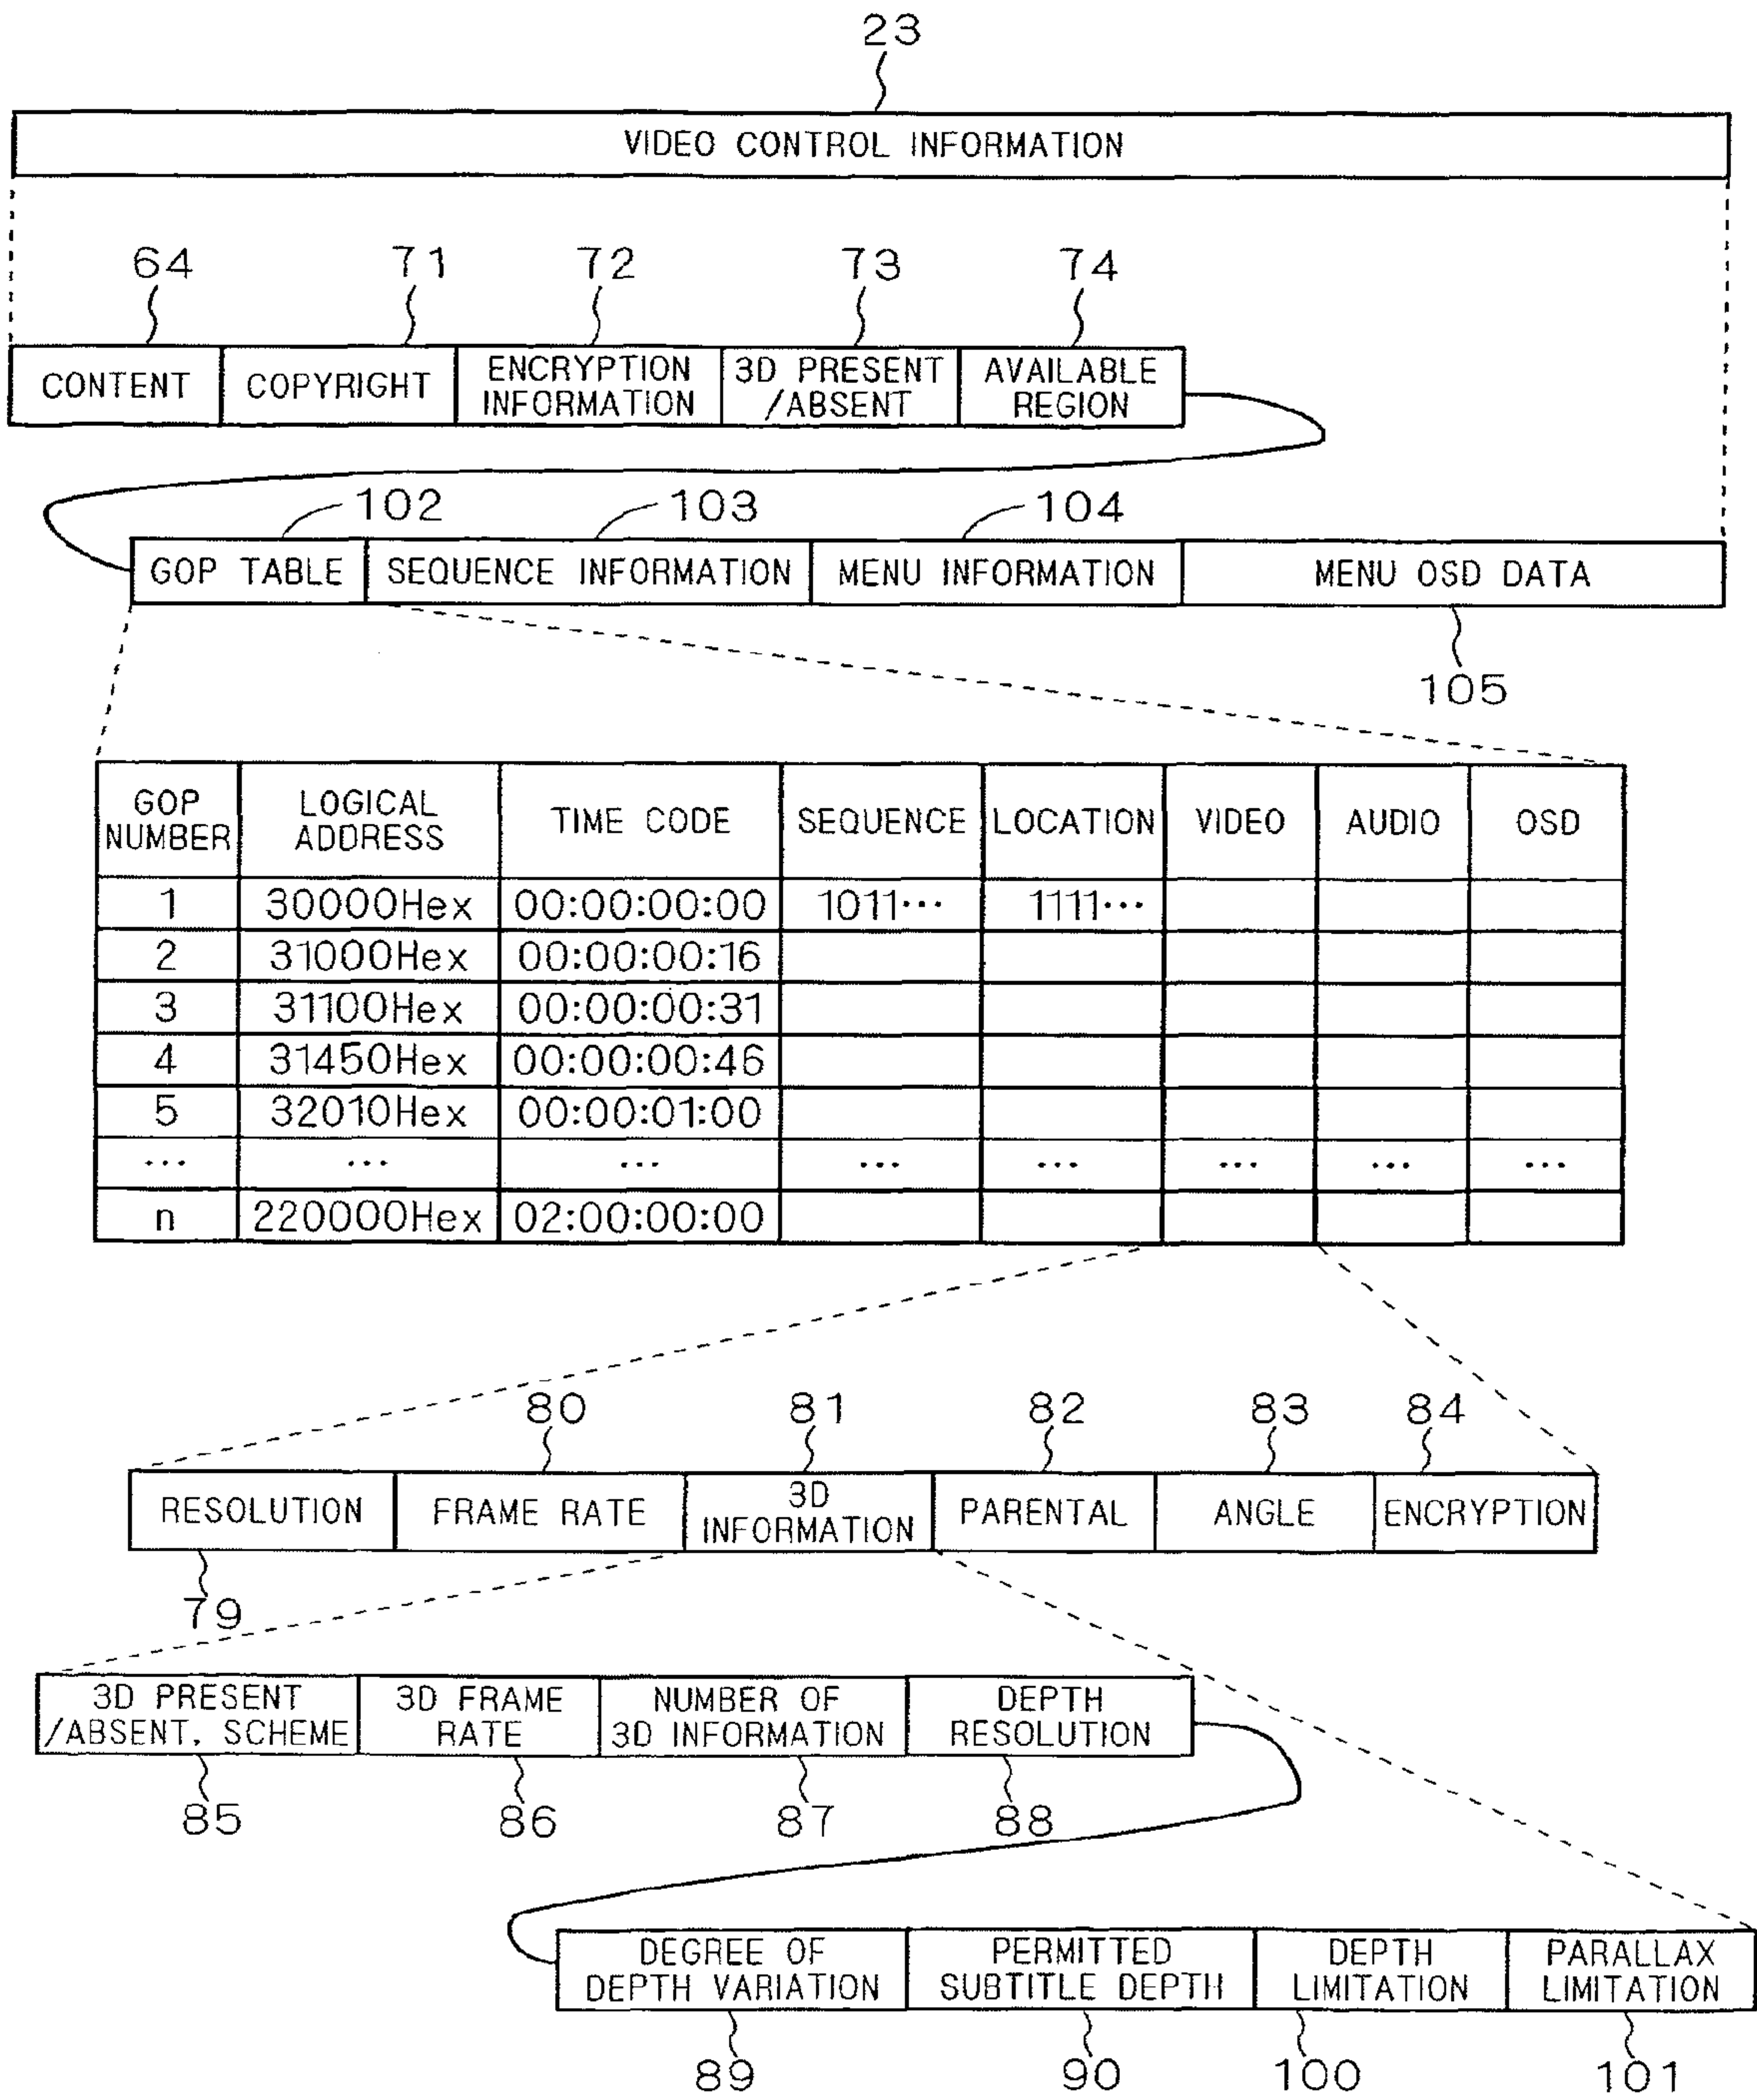 23
VIDEO CONTROL INFORMATION
64 71 72 73 74
CONTENT COPYRIGHT ENCRYPTION INFORMATION 3D PRESENT /ABSENT AVAILABLE REGION
102 103 104
GOP TABLE SEQUENCE INFORMATION MENU INFORMATION MENU OSD DATA
105
GOP NUMBER LOGICAL ADDRESS TIME CODE SEQUENCE LOCATION VIDEO AUDIO OSD
1 30000Hex 00:00:00:00 1011··· 1111···
2 31000Hex 00:00:00:16
3 31100Hex 00:00:00:31
4 31450Hex 00:00:00:46
5 32010Hex 00:00:01:00
··· ··· ··· ··· ··· ··· ··· ···
n 220000Hex 02:00:00:00
80 81 82 83 84
RESOLUTION FRAME RATE 3D INFORMATION PARENTAL ANGLE ENCRYPTION
79
3D PRESENT /ABSENT, SCHEME 3D FRAME RATE NUMBER OF 3D INFORMATION DEPTH RESOLUTION
85 86 87 88
DEGREE OF DEPTH VARIATION PERMITTED SUBTITLE DEPTH DEPTH LIMITATION PARALLAX LIMITATION
89 90 100 101